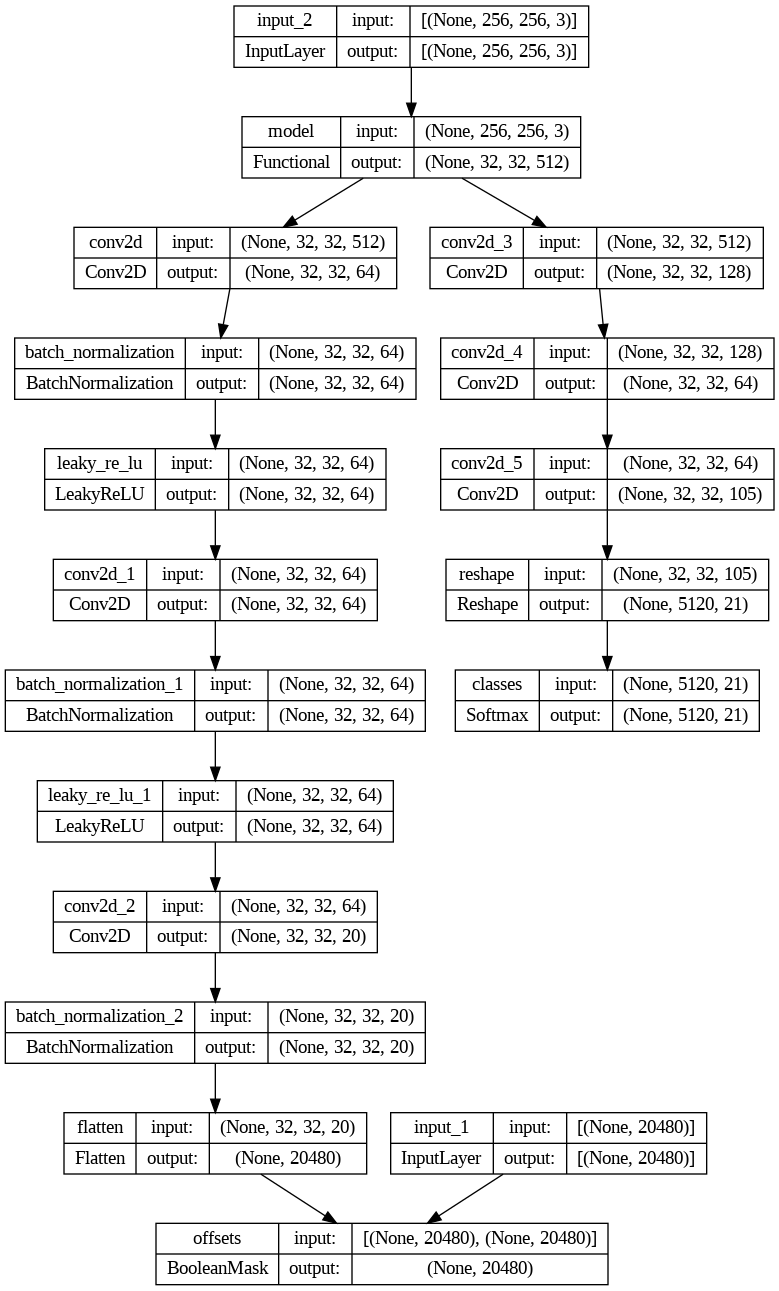 input_2 input: [(None, 256, 256, 3)]
InputLayer output: [(None, 256, 256, 3)]
model input: (None, 256, 256, 3)
Functional output: (None, 32, 32, 512)
conv2d input: (None, 32, 32, 512)
Conv2D output: (None, 32, 32, 64)
conv2d_3 input: (None, 32, 32, 512)
Conv2D output: (None, 32, 32, 128)
batch_normalization input: (None, 32, 32, 64)
BatchNormalization output: (None, 32, 32, 64)
conv2d_4 input: (None, 32, 32, 128)
Conv2D output: (None, 32, 32, 64)
leaky_re_lu input: (None, 32, 32, 64)
LeakyReLU output: (None, 32, 32, 64)
conv2d_5 input: (None, 32, 32, 64)
Conv2D output: (None, 32, 32, 105)
conv2d_1 input: (None, 32, 32, 64)
Conv2D output: (None, 32, 32, 64)
reshape input: (None, 32, 32, 105)
Reshape output: (None, 5120, 21)
batch_normalization_1 input: (None, 32, 32, 64)
BatchNormalization output: (None, 32, 32, 64)
classes input: (None, 5120, 21)
Softmax output: (None, 5120, 21)
leaky_re_lu_1 input: (None, 32, 32, 64)
LeakyReLU output: (None, 32, 32, 64)
conv2d_2 input: (None, 32, 32, 64)
Conv2D output: (None, 32, 32, 20)
batch_normalization_2 input: (None, 32, 32, 20)
BatchNormalization output: (None, 32, 32, 20)
flatten input: (None, 32, 32, 20)
Flatten output: (None, 20480)
input_1 input: [(None, 20480)]
InputLayer output: [(None, 20480)]
offsets input: [(None, 20480), (None, 20480)]
BooleanMask output: (None, 20480)